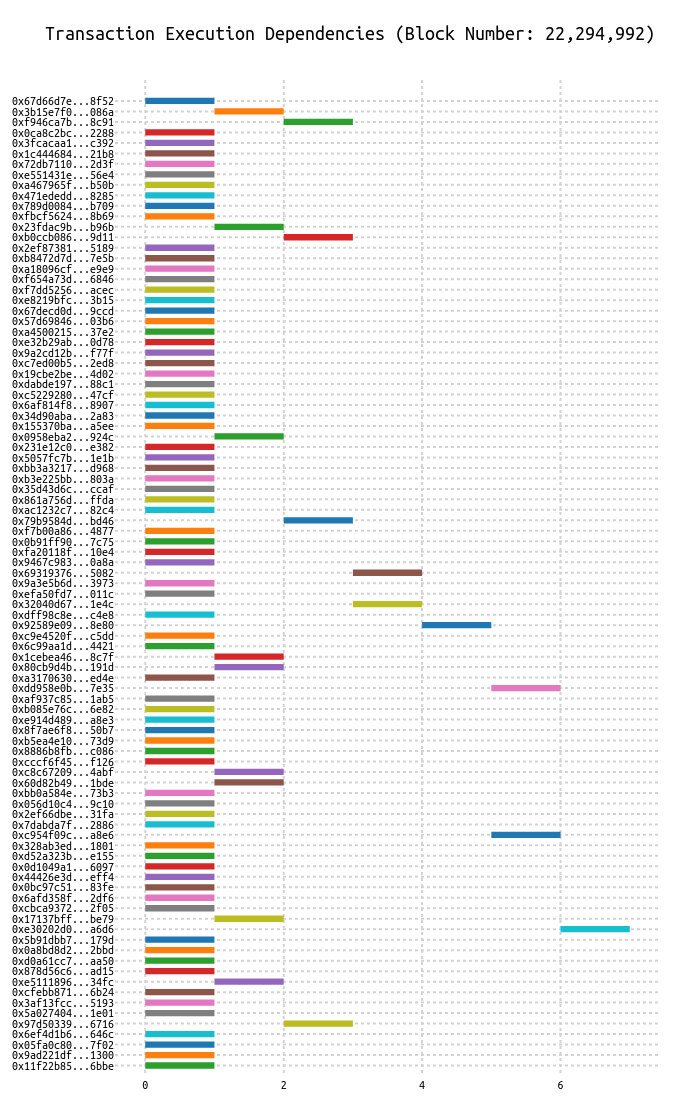 Transaction Execution Dependencies (Block Number: 22,294,992)
0x67d66d7e...8f52
0x3b15e7f0...086a
0xf946ca7b...8c91
0x0ca8c2bc...2288
0x3fcacaa1...c392
0x1c444684...21b8
0x72db7110...2d3f
0xe551431e...56e4
0xa467965f...b50b
0x471ededd...8285
0x789d0084...b709
0xfbcf5624...8b69
0x23fdac9b...b96b
0xb0ccb086...9d11
0x2ef87381...5189
0xb8472d7d...7e5b
0xa18096cf...e9e9
0xf654a73d...6846
0xf7dd5256...acec
0xe8219bfc...3b15
0x67decd0d...9ccd
0x57d69846...03b6
0xa4500215...37e2
0xe32b29ab...0d78
0x9a2cd12b...f77f
0xc7ed00b5...2ed8
0x19cbe2be...4d02
0xdabde197...88c1
0xc5229280...47cf
0x6af814f8...8907
0x34d90aba...2a83
0x155370ba...a5ee
0x0958eba2...924c
0x231e12c0...e382
0x5057fc7b...1e1b
0xbb3a3217...d968
0xb3e225bb...803a
0x35d43d6c...ccaf
0x861a756d...ffda
0xac1232c7...82c4
0x79b9584d...bd46
0xf7b00a86...4877
0x0b91ff90...7c75
0xfa20118f...10e4
0x9467c983...0a8a
0x69319376...5082
0x9a3e5b6d...3973
0xefa50fd7...011c
0x32040d67...1e4c
0xdff98c8e...c4e8
0x92589e09...8e80
0xc9e4520f...c5dd
0x6c99aa1d...4421
0x1cebea46...8c7f
0x80cb9d4b...191d
0xa3170630...ed4e
0xdd958e0b...7e35
0xaf937c85...1ab5
0xb085e76c...6e82
0xe914d489...a8e3
0x8f7ae6f8...50b7
0xb5ea4e10...73d9
0x8886b8fb...c086
0xcccf6f45...f126
0xc8c67209...4abf
0x60d82b49...1bde
0xbb0a584e...73b3
0x056d10c4...9c10
0x2ef66dbe...31fa
0x7dabda7f...2886
0xc954f09c...a8e6
0x328ab3ed...1801
0xd52a323b...e155
0x0d1049a1...6097
0x44426e3d...eff4
0x0bc97c51...83fe
0x6afd358f...2df6
0xcbca9372...2f05
0x17137bff...be79
0xe30202d0...a6d6
0x5b91dbb7...179d
0x0a8bd8d2...2bbd
0xd0a61cc7...aa50
0x878d56c6...ad15
0xe5111896...34fc
0xcfebb871...6b24
0x3af13fcc...5193
0x5a027404...1e01
0x97d50339...6716
0x6ef4d1b6...646c
0x05fa0c80...7f02
0x9ad221df...1300
0x11f22b85...6bbe
0 2 4 6